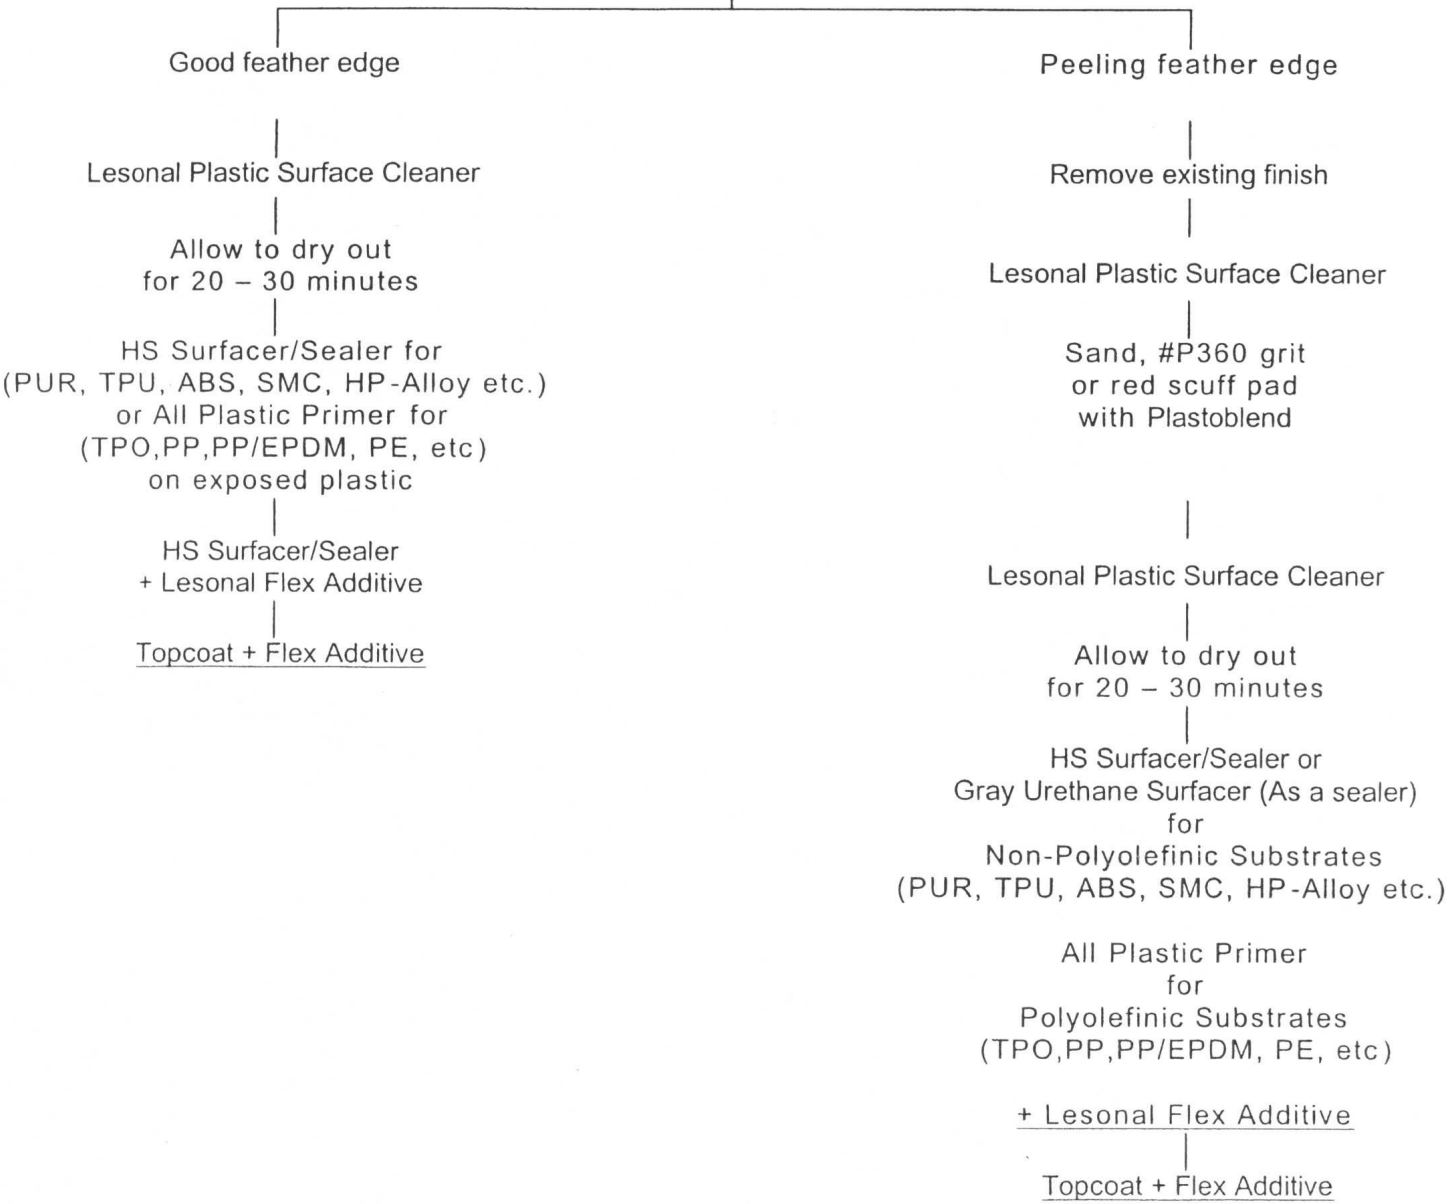 Good feather edge
Lesonal Plastic Surface Cleaner
Allow to dry out
for 20 – 30 minutes
HS Surfacer/Sealer for
(PUR, TPU, ABS, SMC, HP-Alloy etc.)
or All Plastic Primer for
(TPO,PP,PP/EPDM, PE, etc)
on exposed plastic
HS Surfacer/Sealer
+ Lesonal Flex Additive
Topcoat + Flex Additive
Peeling feather edge
Remove existing finish
Lesonal Plastic Surface Cleaner
Sand, #P360 grit
or red scuff pad
with Plastoblend
Lesonal Plastic Surface Cleaner
Allow to dry out
for 20 – 30 minutes
HS Surfacer/Sealer or
Gray Urethane Surfacer (As a sealer)
for
Non-Polyolefinic Substrates
(PUR, TPU, ABS, SMC, HP-Alloy etc.)
All Plastic Primer
for
Polyolefinic Substrates
(TPO,PP,PP/EPDM, PE, etc)
+ Lesonal Flex Additive
Topcoat + Flex Additive